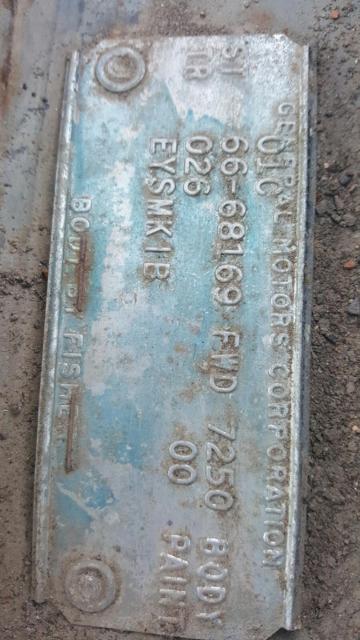 GENERAL MOTORS CORPORATION
01C
ST 66-68169 FWD 7250 BODY
TR 026 00 PAINT
EYSMK1B
BODY BY FISHER